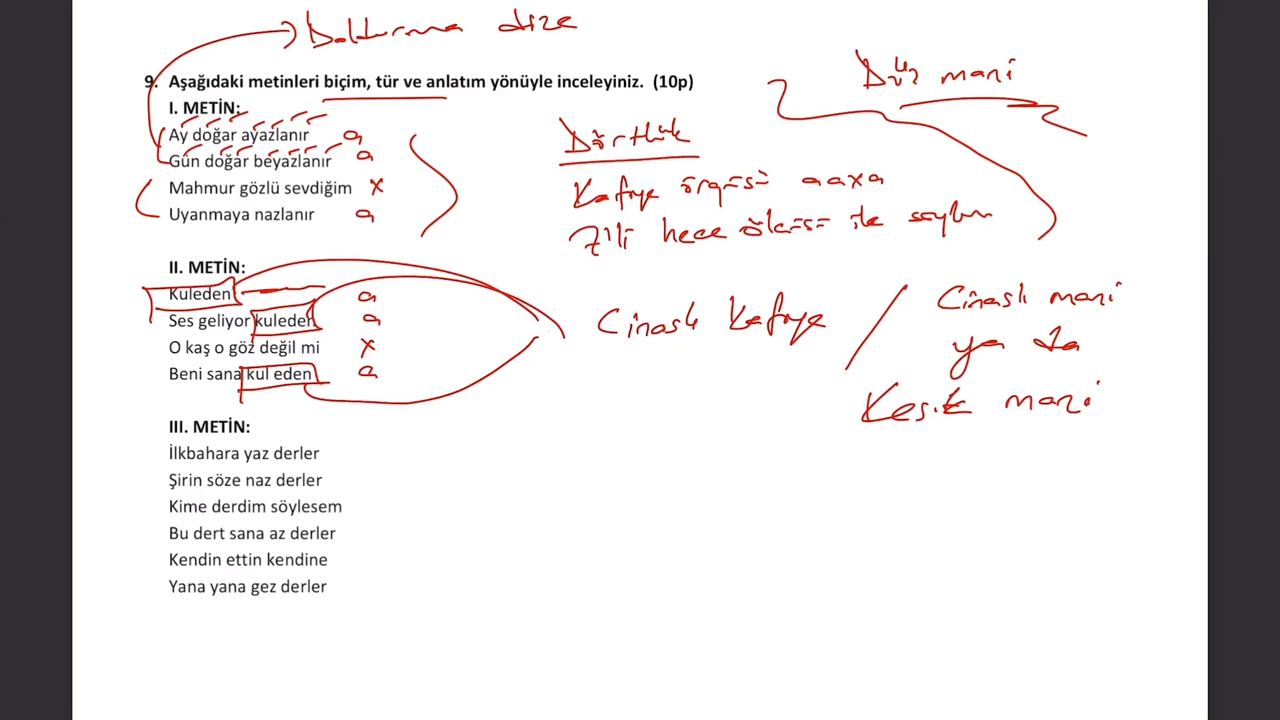 Doldurma dize
9. Aşağıdaki metinleri biçim, tür ve anlatım yönüyle inceleyiniz. (10p)
Düz mani
I. METİN:
Ay doğar ayazlanır a
Gün doğar beyazlanır a
Mahmur gözlü sevdiğim x
Uyanmaya nazlanır a
Dörtlük
Kafiye örgüsü aaxa
7'li hece ölçüsü ile
II. METİN:
Kuleden a
Ses geliyor kuleden a
O kaş o göz değil mi x
Beni sana kul eden a
Cinaslı Kafiye / Cinaslı mani
ya da
Kesik mani
III. METİN:
İlkbahara yaz derler
Şirin söze naz derler
Kime derdim söylesem
Bu dert sana az derler
Kendin ettin kendine
Yana yana gez derler